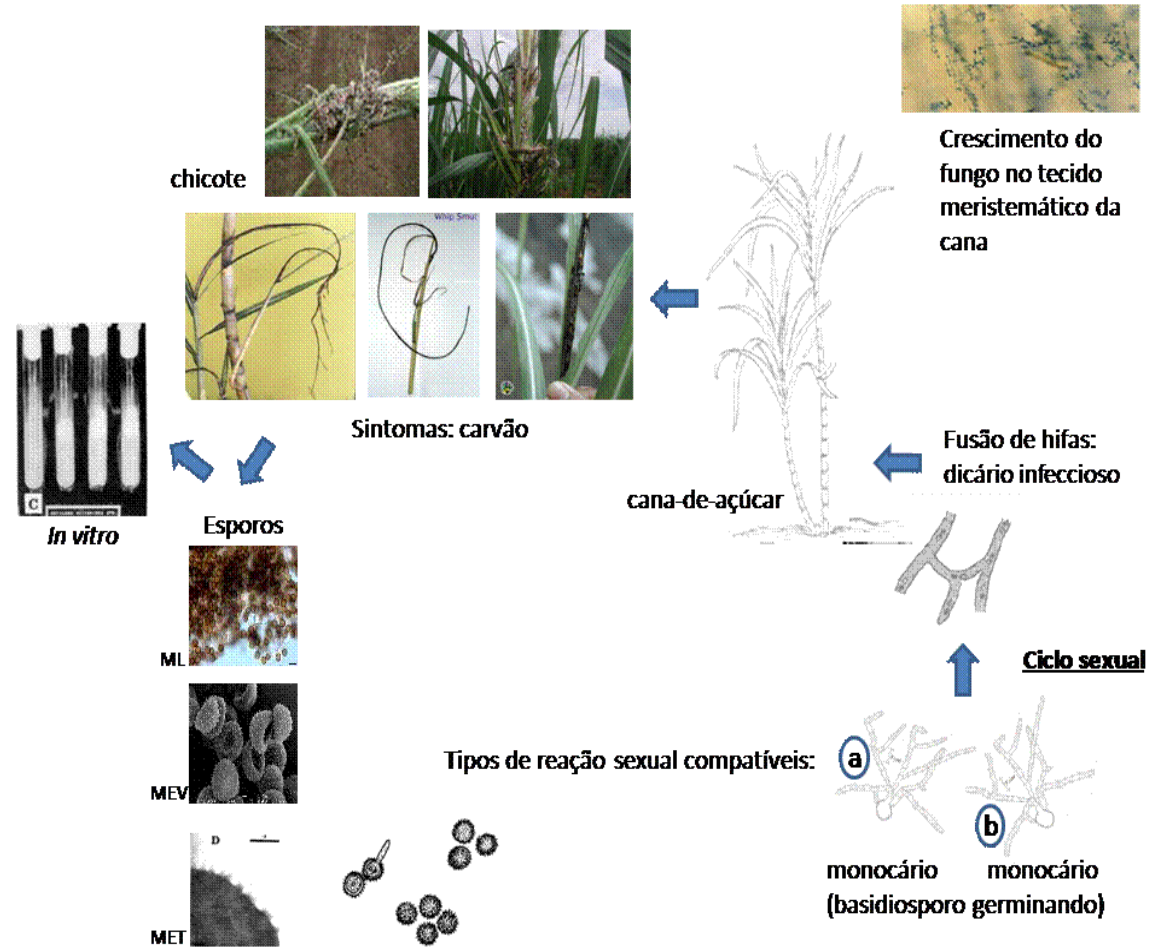 chicote
Whip Smut
Crescimento do
fungo no tecido
meristemático da
cana
Sintomas: carvão
Fusão de hifas:
dicário infeccioso
cana-de-açúcar
C
In vitro
Esporos
ML
Ciclo sexual
MEV
Tipos de reação sexual compatíveis:
a
b
monocário monocário
(basidiosporo germinando)
D
MET